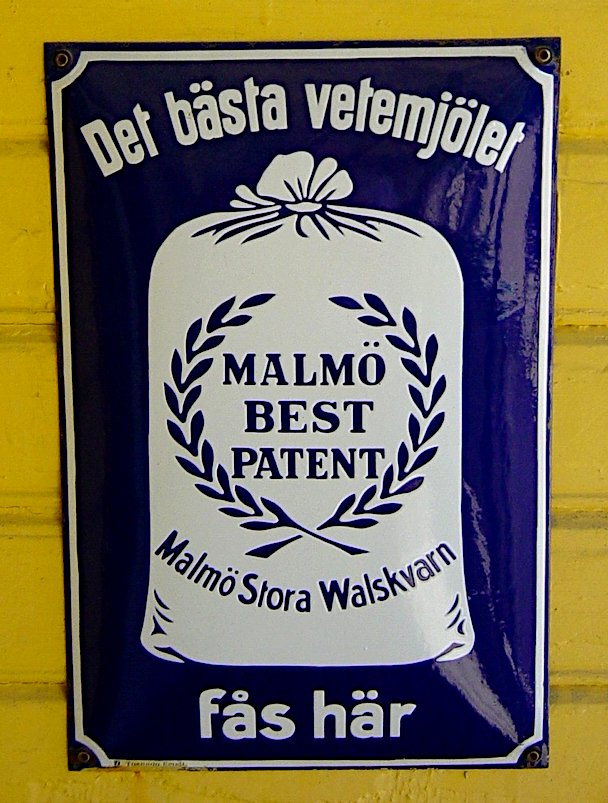 Det bästa vetemjölet
MALMÖ
BEST
PATENT
Malmö Stora Walskvarn
fås här